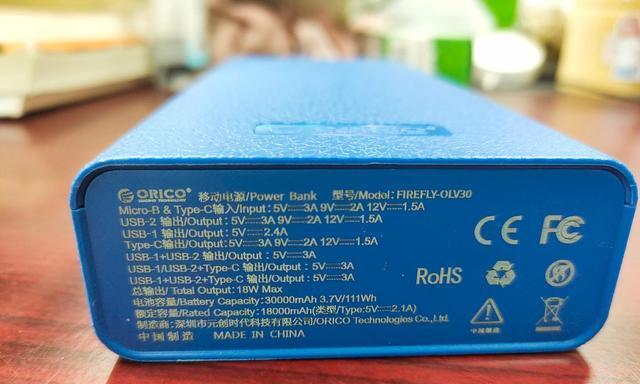 ORICO® 移动电源/Power Bank 型号/Model: FIREFLY-OLV30
Micro-B & Type-C输入/Input: 5V⎓3A 9V⎓2A 12V⎓1.5A
USB-2 输出/Output: 5V⎓3A 9V⎓2A 12V⎓1.5A
USB-1 输出/Output: 5V⎓2.4A
Type-C输出/Output: 5V⎓3A 9V⎓2A 12V⎓1.5A
USB-1+USB-2 输出/Output: 5V⎓3A
USB-1/USB-2+Type-C 输出/Output: 5V⎓3A
USB-1+USB-2+Type-C 输出/Output: 5V⎓3A
总输出/Total Output: 18W Max
电池容量/Battery Capacity: 30000mAh 3.7V/111Wh
额定容量/Rated Capacity: 18000mAh(类型/Type:5V⎓2.1A)
制造商: 深圳市元创时代科技有限公司/ORICO Technologies Co.,Ltd.
中国制造 MADE IN CHINA
CE FC
RoHS
中国制造